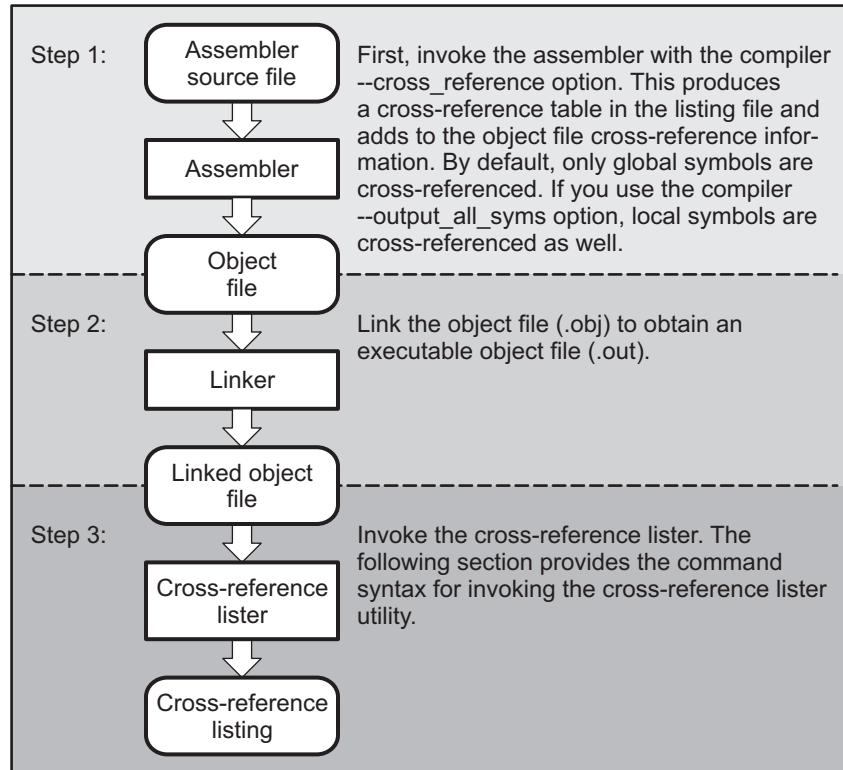 Step 1:
Assembler
source file
Assembler
Object
file
First, invoke the assembler with the compiler
--cross_reference option. This produces
a cross-reference table in the listing file and
adds to the object file cross-reference infor-
mation. By default, only global symbols are
cross-referenced. If you use the compiler
--output_all_syms option, local symbols are
cross-referenced as well.
Step 2:
Linker
Linked object
file
Link the object file (.obj) to obtain an
executable object file (.out).
Step 3:
Cross-reference
lister
Cross-reference
listing
Invoke the cross-reference lister. The
following section provides the command
syntax for invoking the cross-reference lister
utility.